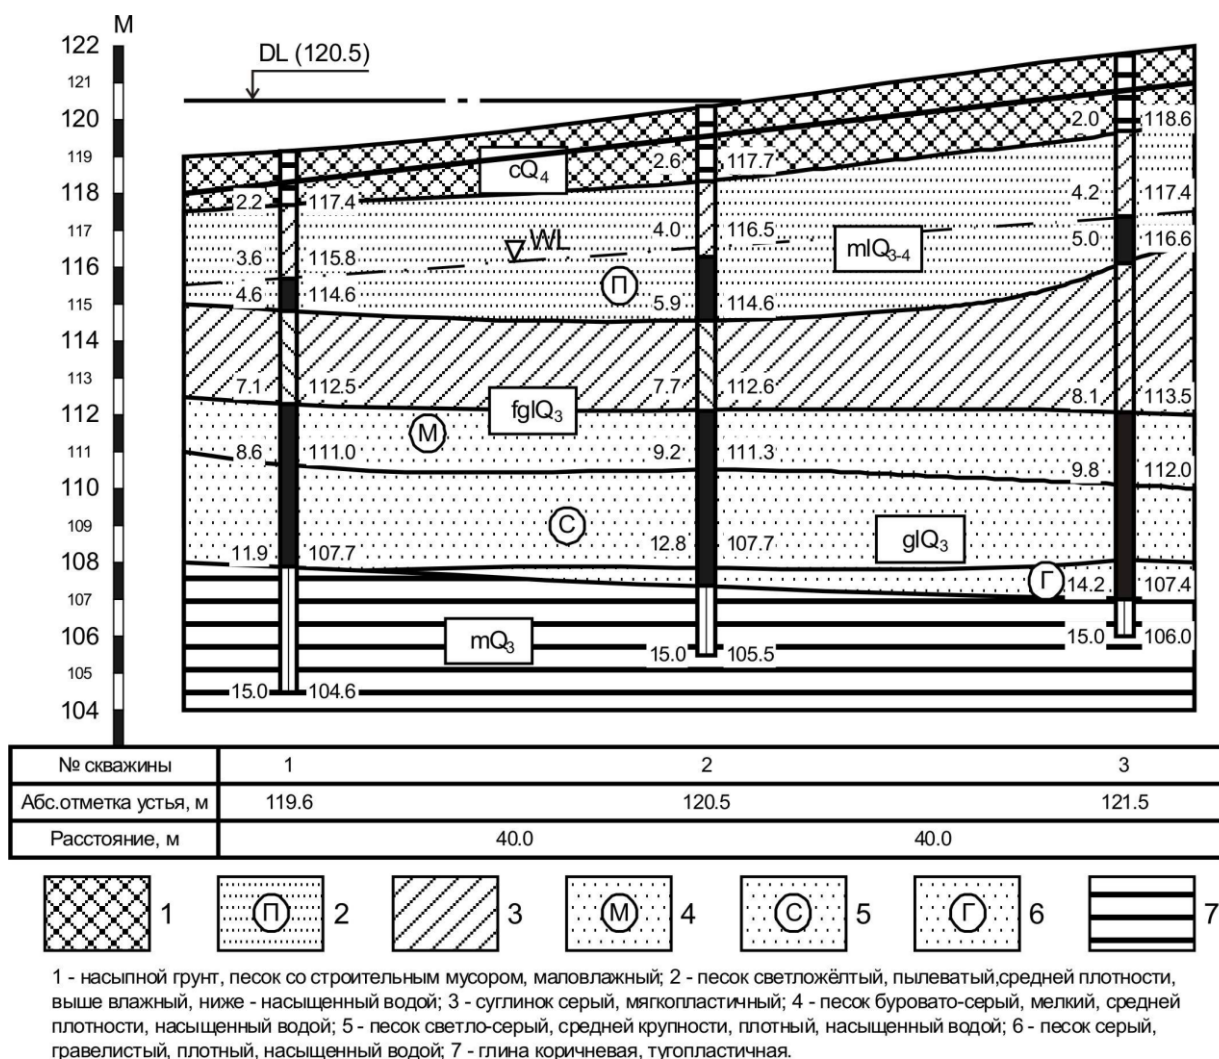 М
122
DL (120.5)
121
120
2.0 118.6
119
2.6 117.7
cQ4
118
4.2 117.4
2.2 117.4
117
4.0 116.5
WL
5.0 116.6
mlQ3-4
3.6 115.8
116
П
4.6 114.6
115
5.9 114.6
114
113
7.1 112.5
7.7 112.6
8.1 113.5
112
fglQ3
М
111
8.6 111.0
9.2 111.3
9.8 112.0
110
109
С
glQ3
12.8 107.7
108
11.9 107.7
Г
14.2 107.4
107
106
mQ3
15.0 106.0
15.0 105.5
105
15.0 104.6
104
№ скважины 1 2 3
Абс.отметка устья, м 119.6 120.5 121.5
Расстояние, м 40.0 40.0
1 П 2 3 М 4 С 5 Г 6 7
1 - насыпной грунт, песок со строительным мусором, маловлажный; 2 - песок светложёлтый, пылеватый,средней плотности,
выше влажный, ниже - насыщенный водой; 3 - суглинок серый, мягкопластичный; 4 - песок буровато-серый, мелкий, средней
плотности, насыщенный водой; 5 - песок светло-серый, средней крупности, плотный, насыщенный водой; 6 - песок серый,
гравелистый, плотный, насыщенный водой; 7 - глина коричневая, тугопластичная.